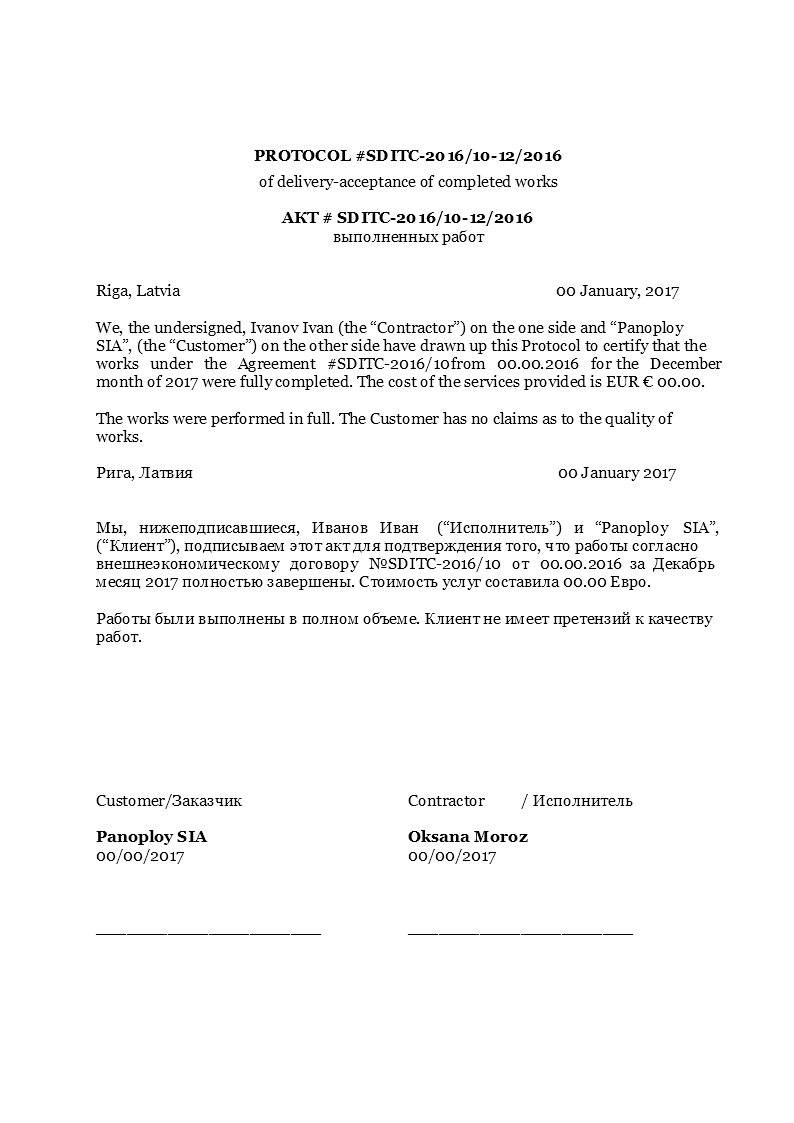 PROTOCOL #SDITC-2016/10-12/2016
of delivery-acceptance of completed works
АКТ # SDITC-2016/10-12/2016
выполненных работ
Riga, Latvia 00 January, 2017
We, the undersigned, Ivanov Ivan (the “Contractor”) on the one side and “Panoploy
SIA”, (the “Customer”) on the other side have drawn up this Protocol to certify that the
works under the Agreement #SDITC-2016/10from 00.00.2016 for the December
month of 2017 were fully completed. The cost of the services provided is EUR € 00.00.
The works were performed in full. The Customer has no claims as to the quality of
works.
Рига, Латвия 00 January 2017
Мы, нижеподписавшиеся, Иванов Иван (“Исполнитель”) и “Panoploy SIA”,
(“Клиент”), подписываем этот акт для подтверждения того, что работы согласно
внешнеэкономическому договору №SDITC-2016/10 от 00.00.2016 за Декабрь
месяц 2017 полностью завершены. Стоимость услуг составила 00.00 Евро.
Работы были выполнены в полном объеме. Клиент не имеет претензий к качеству
работ.
Customer/Заказчик Contractor / Исполнитель
Panoploy SIA Oksana Moroz
00/00/2017 00/00/2017